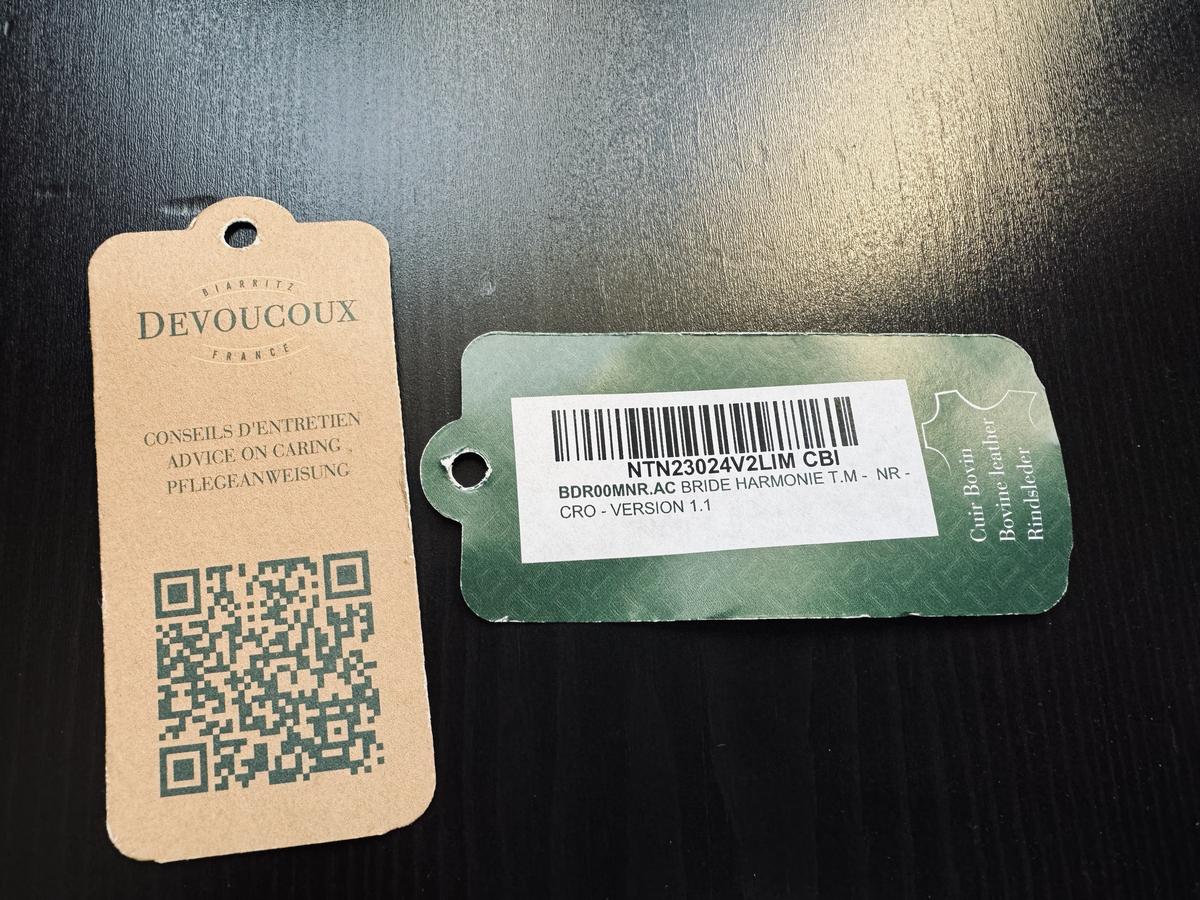 BIARRITZ
DEVOUCOUX
FRANCE
CONSEILS D'ENTRETIEN
ADVICE ON CARING
PFLEGEANWEISUNG
NTN23024V2LIM CBI
BDR00MNR.AC BRIDE HARMONIE T.M - NR -
CRO - VERSION 1.1
Cuir Bovin
Bovine leather
Rindsleder